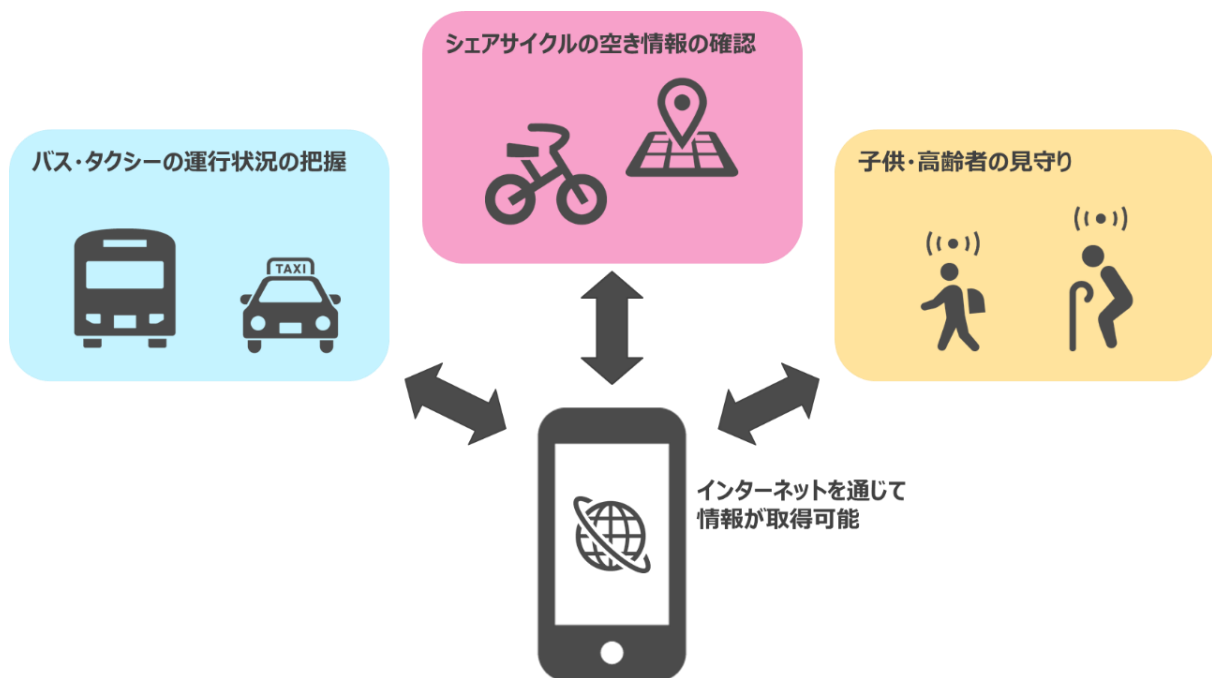 シェアサイクルの空き情報の確認
バス・タクシーの運行状況の把握
子供・高齢者の見守り
TAXI
インターネットを通じて
情報が取得可能